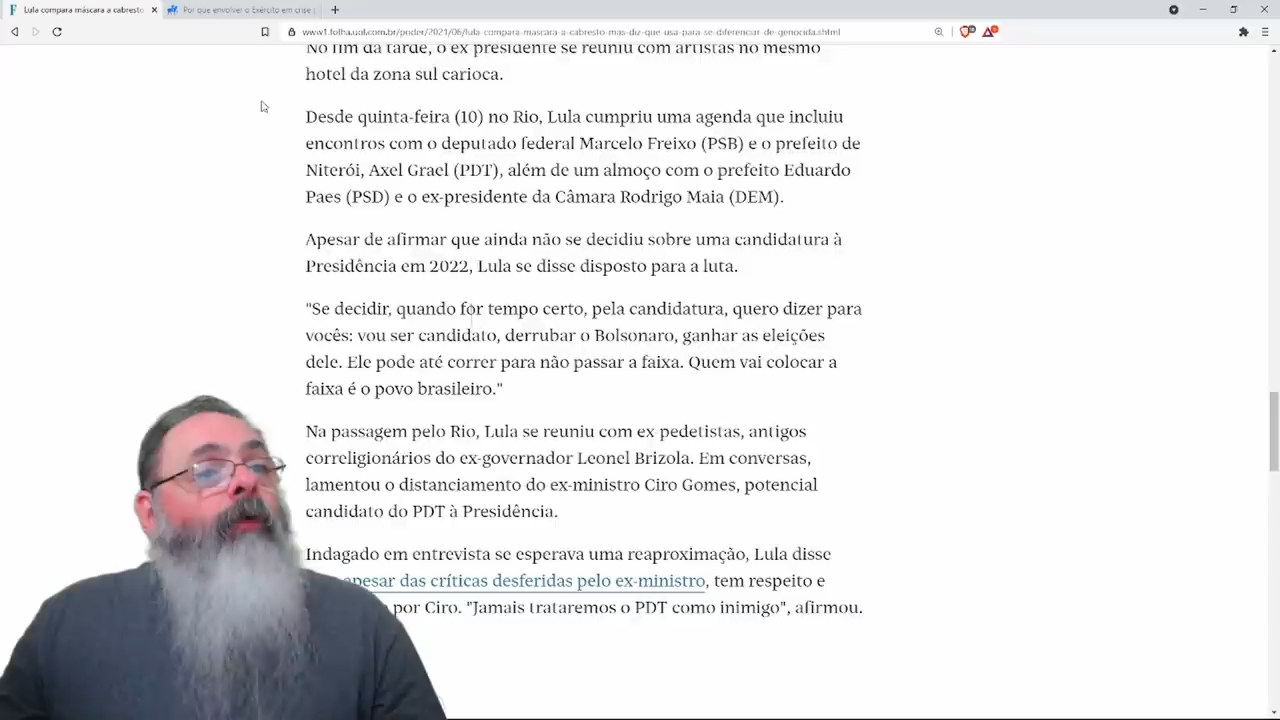 Lula compara máscara a cabresto
Por que envolver o Exército em crise
www1.folha.uol.com.br/poder/2021/06/lula-compara-mascara-a-cabresto-mas-diz-que-usa-para-se-diferenciar-de-genocida.shtml
No fim da tarde, o ex presidente se reuniu com artistas no mesmo
hotel da zona sul carioca.
Desde quinta-feira (10) no Rio, Lula cumpriu uma agenda que incluiu
encontros com o deputado federal Marcelo Freixo (PSB) e o prefeito de
Niterói, Axel Grael (PDT), além de um almoço com o prefeito Eduardo
Paes (PSD) e o ex-presidente da Câmara Rodrigo Maia (DEM).
Apesar de afirmar que ainda não se decidiu sobre uma candidatura à
Presidência em 2022, Lula se disse disposto para a luta.
"Se decidir, quando for tempo certo, pela candidatura, quero dizer para
vocês: vou ser candidato, derrubar o Bolsonaro, ganhar as eleições
dele. Ele pode até correr para não passar a faixa. Quem vai colocar a
faixa é o povo brasileiro."
Na passagem pelo Rio, Lula se reuniu com ex pedetistas, antigos
correligionários do ex-governador Leonel Brizola. Em conversas,
lamentou o distanciamento do ex-ministro Ciro Gomes, potencial
candidato do PDT à Presidência.
Indagado em entrevista se esperava uma reaproximação, Lula disse
apesar das críticas desferidas pelo ex-ministro, tem respeito e
por Ciro. "Jamais trataremos o PDT como inimigo", afirmou.